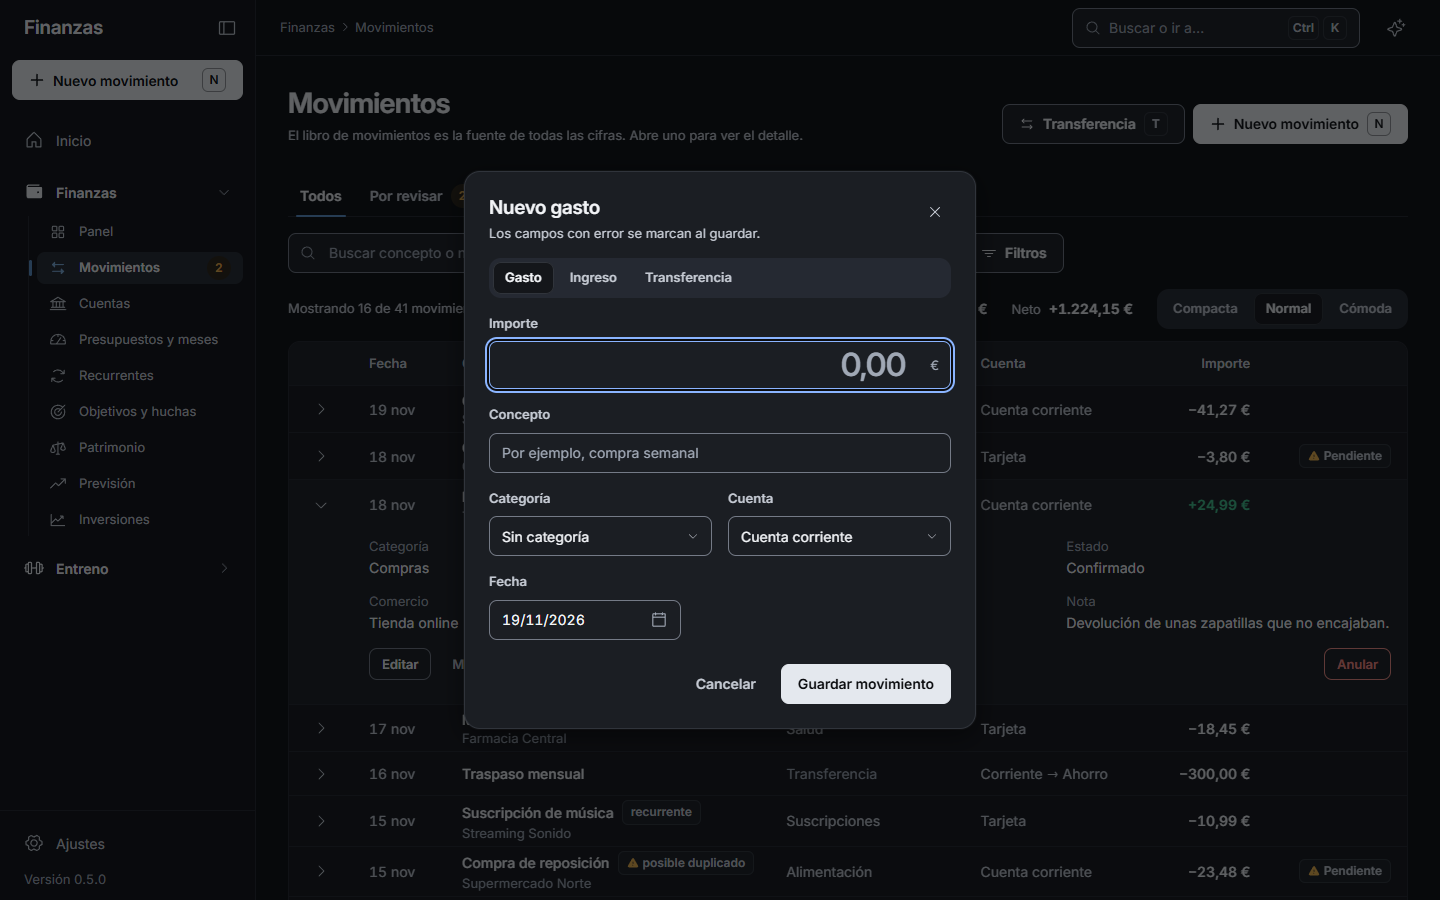 Finanzas
Nuevo movimiento N
Inicio
Finanzas
Panel
Movimientos 2
Cuentas
Presupuestos y meses
Recurrentes
Objetivos y huchas
Patrimonio
Previsión
Inversiones
Entreno
Ajustes
Versión 0.5.0
Finanzas > Movimientos
Buscar o ir a... Ctrl K
Movimientos
El libro de movimientos es la fuente de todas las cifras. Abre uno para ver el detalle.
Transferencia T
Nuevo movimiento N
Todos
Por revisar
Buscar concepto o
Filtros
Mostrando 16 de 41
€ Neto +1.224,15 €
Compacta Normal Cómoda
Fecha Cuenta Importe
19 nov Cuenta corriente −41,27 €
18 nov Tarjeta −3,80 € Pendiente
18 nov Cuenta corriente +24,99 €
Categoría
Compras
Estado
Confirmado
Comercio
Tienda online
Nota
Devolución de unas zapatillas que no encajaban.
Editar
Anular
17 nov Farmacia Central Salud Tarjeta −18,45 €
16 nov Traspaso mensual Transferencia Corriente → Ahorro −300,00 €
15 nov Suscripción de música recurrente Suscripciones Tarjeta −10,99 €
Streaming Sonido
15 nov Compra de reposición posible duplicado Alimentación Cuenta corriente −23,48 € Pendiente
Supermercado Norte
Nuevo gasto
Los campos con error se marcan al guardar.
Gasto Ingreso Transferencia
Importe
0,00 €
Concepto
Por ejemplo, compra semanal
Categoría
Sin categoría
Cuenta
Cuenta corriente
Fecha
19/11/2026
Cancelar
Guardar movimiento